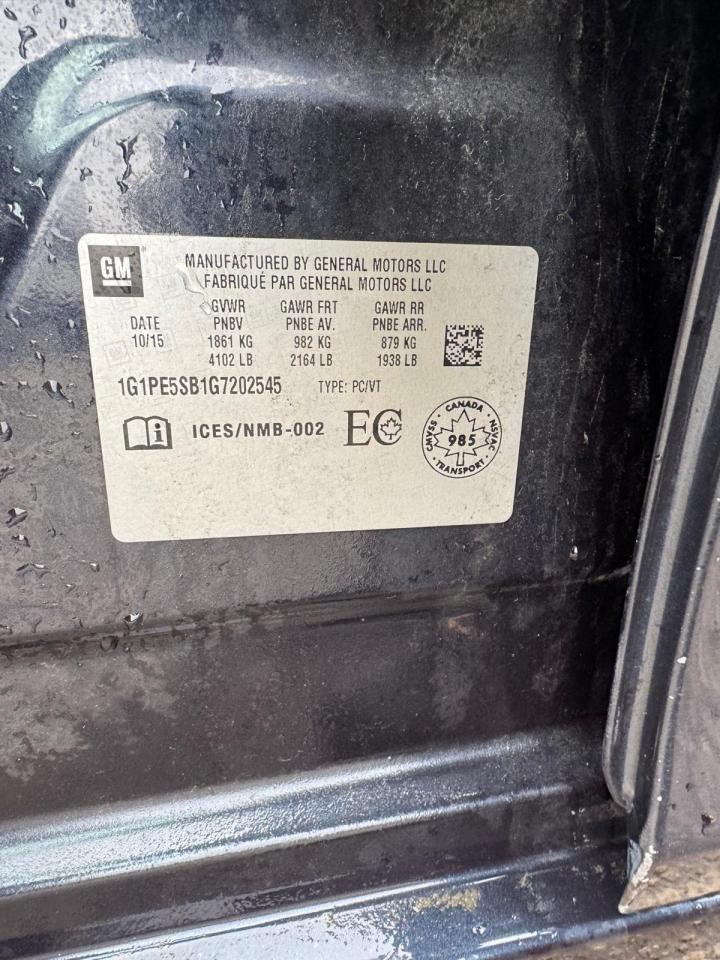 GM
MANUFACTURED BY GENERAL MOTORS LLC
FABRIQUÉ PAR GENERAL MOTORS LLC
DATE
10/15
GVWR
PNBV
1861 KG
4102 LB
GAWR FRT
PNBE AV.
982 KG
2164 LB
GAWR RR
PNBE ARR.
879 KG
1938 LB
1G1PE5SB1G7202545 TYPE: PC/VT
i ICES/NMB-002 EC
CANADA
CMVSS 985 NSVAC
TRANSPORT